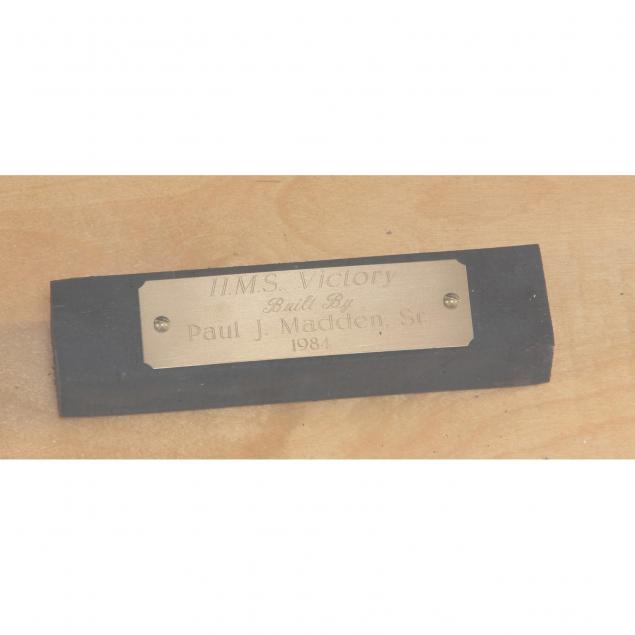 H.M.S. Victory
Built By
Paul J. Madden, Sr.
1984